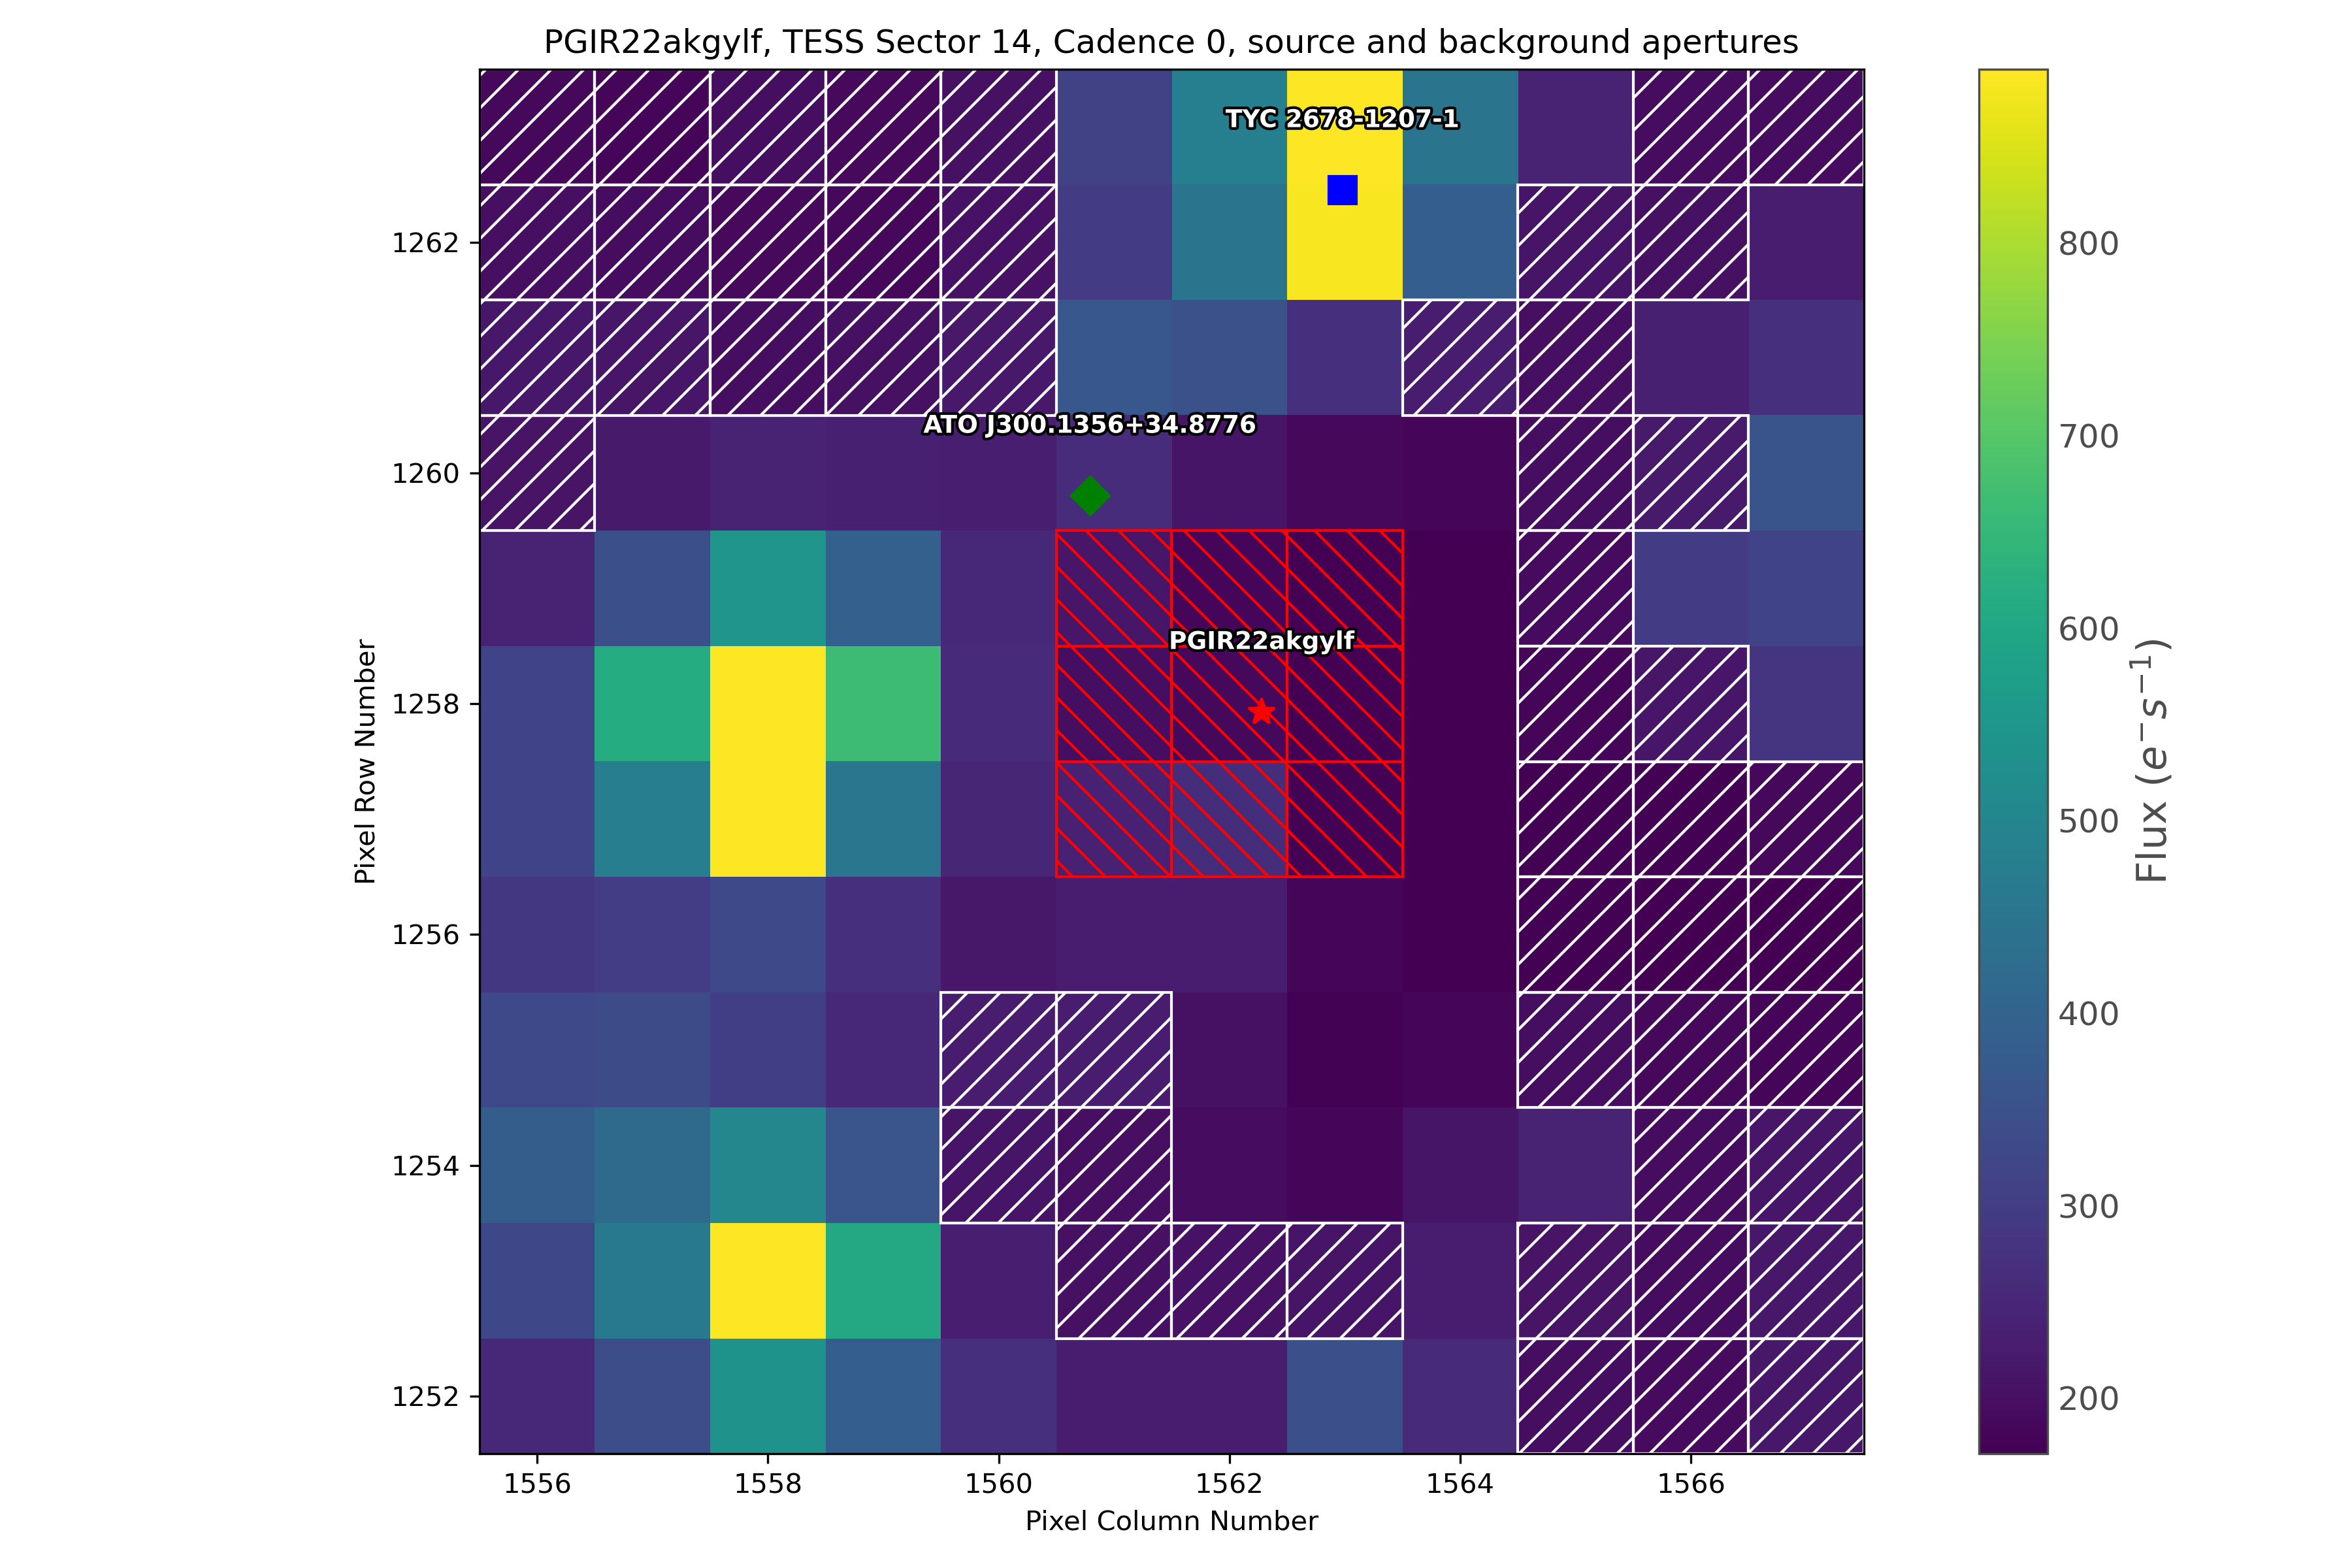 PGIR22akgylf, TESS Sector 14, Cadence 0, source and background apertures
TYC 2678-1207-1
ATO J300.1356+34.8776
PGIR22akgylf
Pixel Row Number
1262
1260
1258
1256
1254
1252
1556 1558 1560 1562 1564 1566
Pixel Column Number
800
700
600
500
400
300
200
Flux (e⁻s⁻¹)